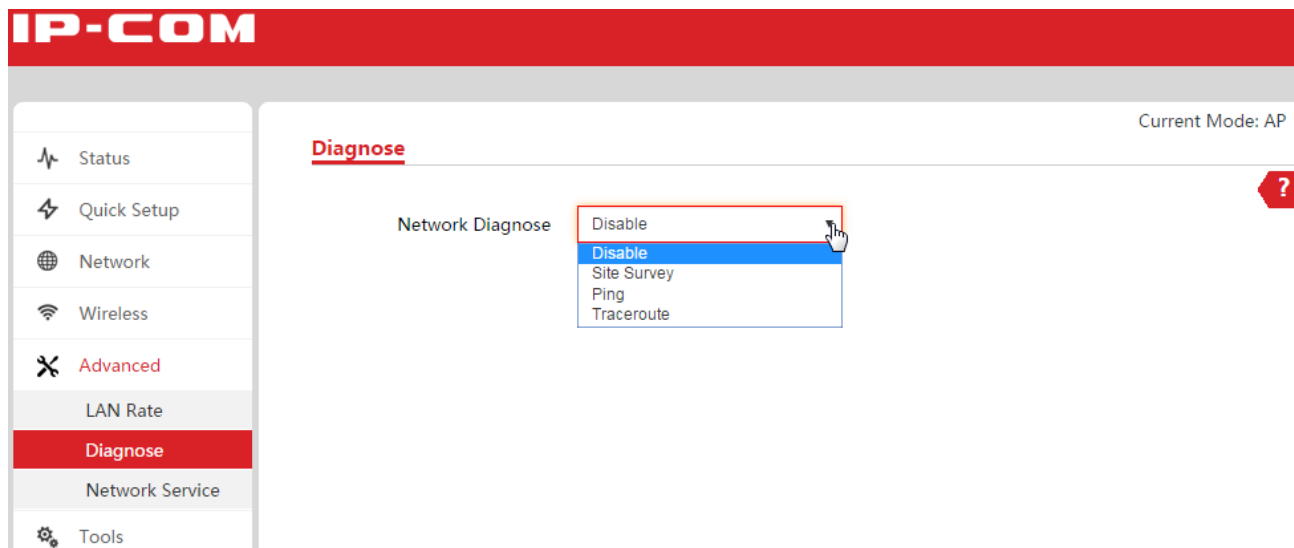 IP-COM
Current Mode: AP
Status
Quick Setup
Network
Wireless
Advanced
LAN Rate
Diagnose
Network Service
Tools
Diagnose
?
Network Diagnose
Disable
Disable
Site Survey
Ping
Traceroute